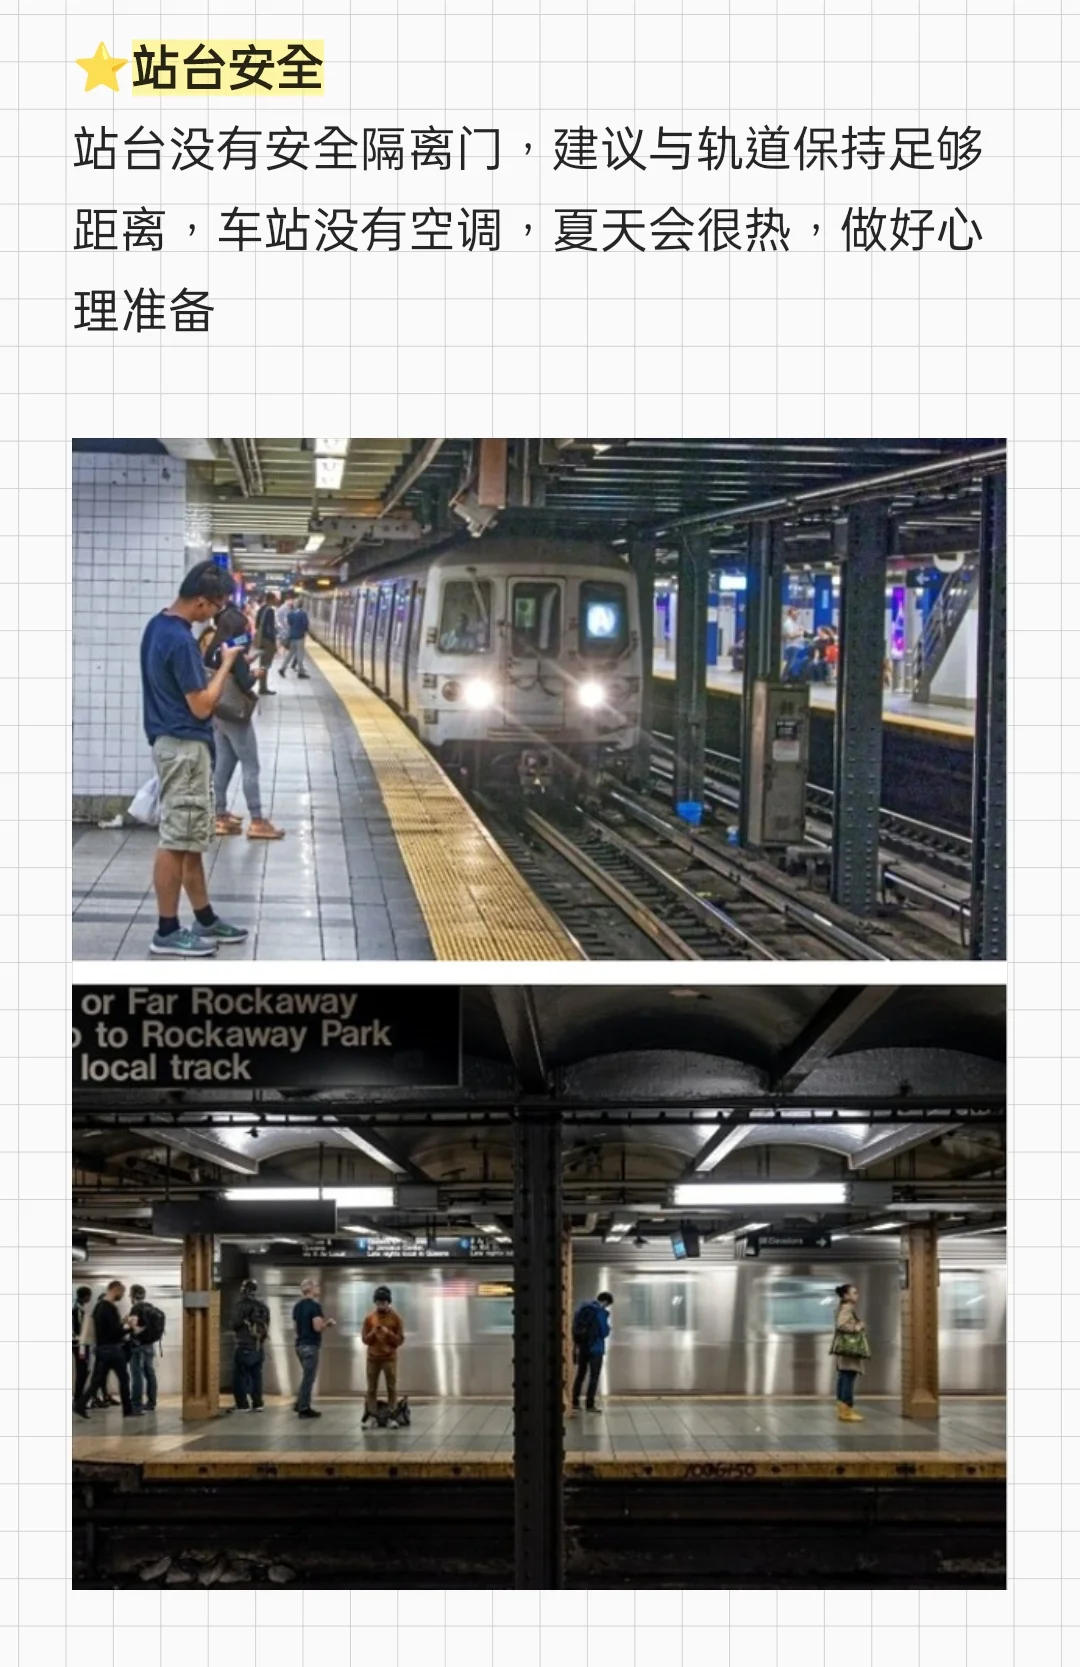 ⭐站台安全
站台没有安全隔离门，建议与轨道保持足够
距离，车站没有空调，夏天会很热，做好心
理准备
N
or Far Rockaway
to Rockaway Park
local track